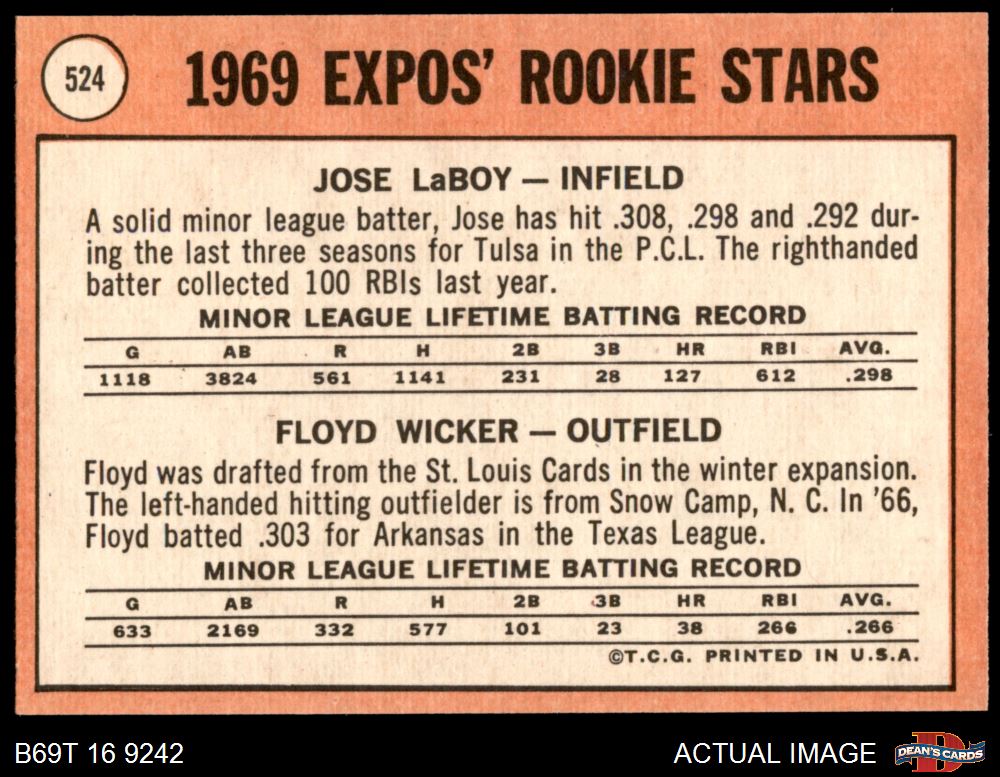 524
1969 EXPOS' ROOKIE STARS
JOSE LaBOY — INFIELD
A solid minor league batter, Jose has hit .308, .298 and .292 dur-
ing the last three seasons for Tulsa in the P.C.L. The righthanded
batter collected 100 RBIs last year.
MINOR LEAGUE LIFETIME BATTING RECORD
G AB R H 2B 3B HR RBI AVG.
1118 3824 561 1141 231 28 127 612 .298
FLOYD WICKER — OUTFIELD
Floyd was drafted from the St. Louis Cards in the winter expansion.
The left-handed hitting outfielder is from Snow Camp, N. C. In '66,
Floyd batted .303 for Arkansas in the Texas League.
MINOR LEAGUE LIFETIME BATTING RECORD
G AB R H 2B 3B HR RBI AVG.
633 2169 332 577 101 23 38 266 .266
©T.C.G. PRINTED IN U.S.A.
B69T 16 9242 ACTUAL IMAGE DEAN'S CARDS